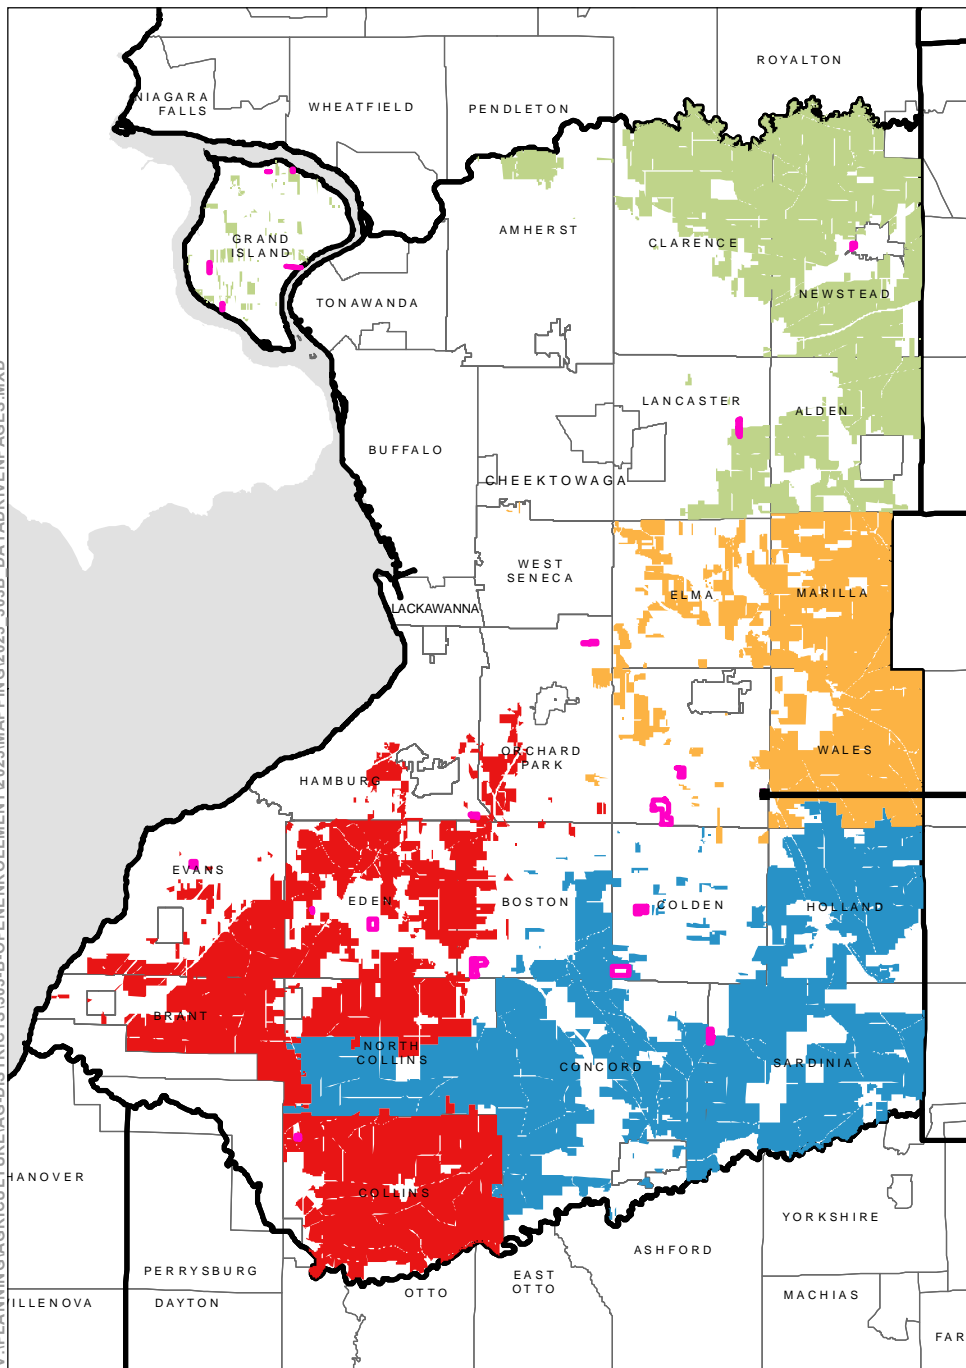 ROYALTON
NIAGARA
FALLS
WHEATFIELD
PENDLETON
AMHERST
CLARENCE
GRAND
ISLAND
NEWSTEAD
TONAWANDA
LANCASTER
ALDEN
BUFFALO
CHEEKTOWAGA
WEST
SENECA
ELMA
MARILLA
LACKAWANNA
ORCHARD
PARK
WALES
HAMBURG
EVANS
EDEN
BOSTON
COLDEN
HOLLAND
BRANT
NORTH
COLLINS
CONCORD
SARDINIA
HANOVER
COLLINS
YORKSHIRE
ASHFORD
PERRYSBURG
EAST
OTTO
OTTO
MACHIAS
ILLENOVA
DAYTON
FAR